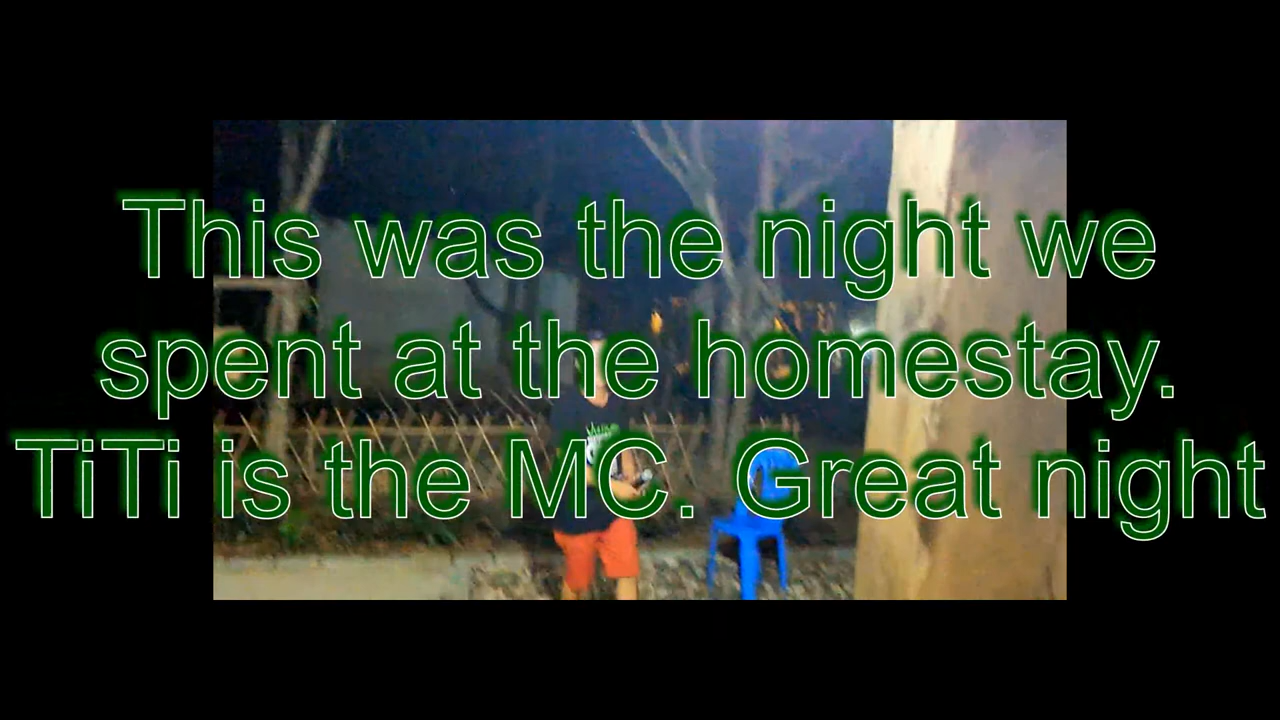 This was the night we
spent at the homestay.
TiTi is the MC. Great night